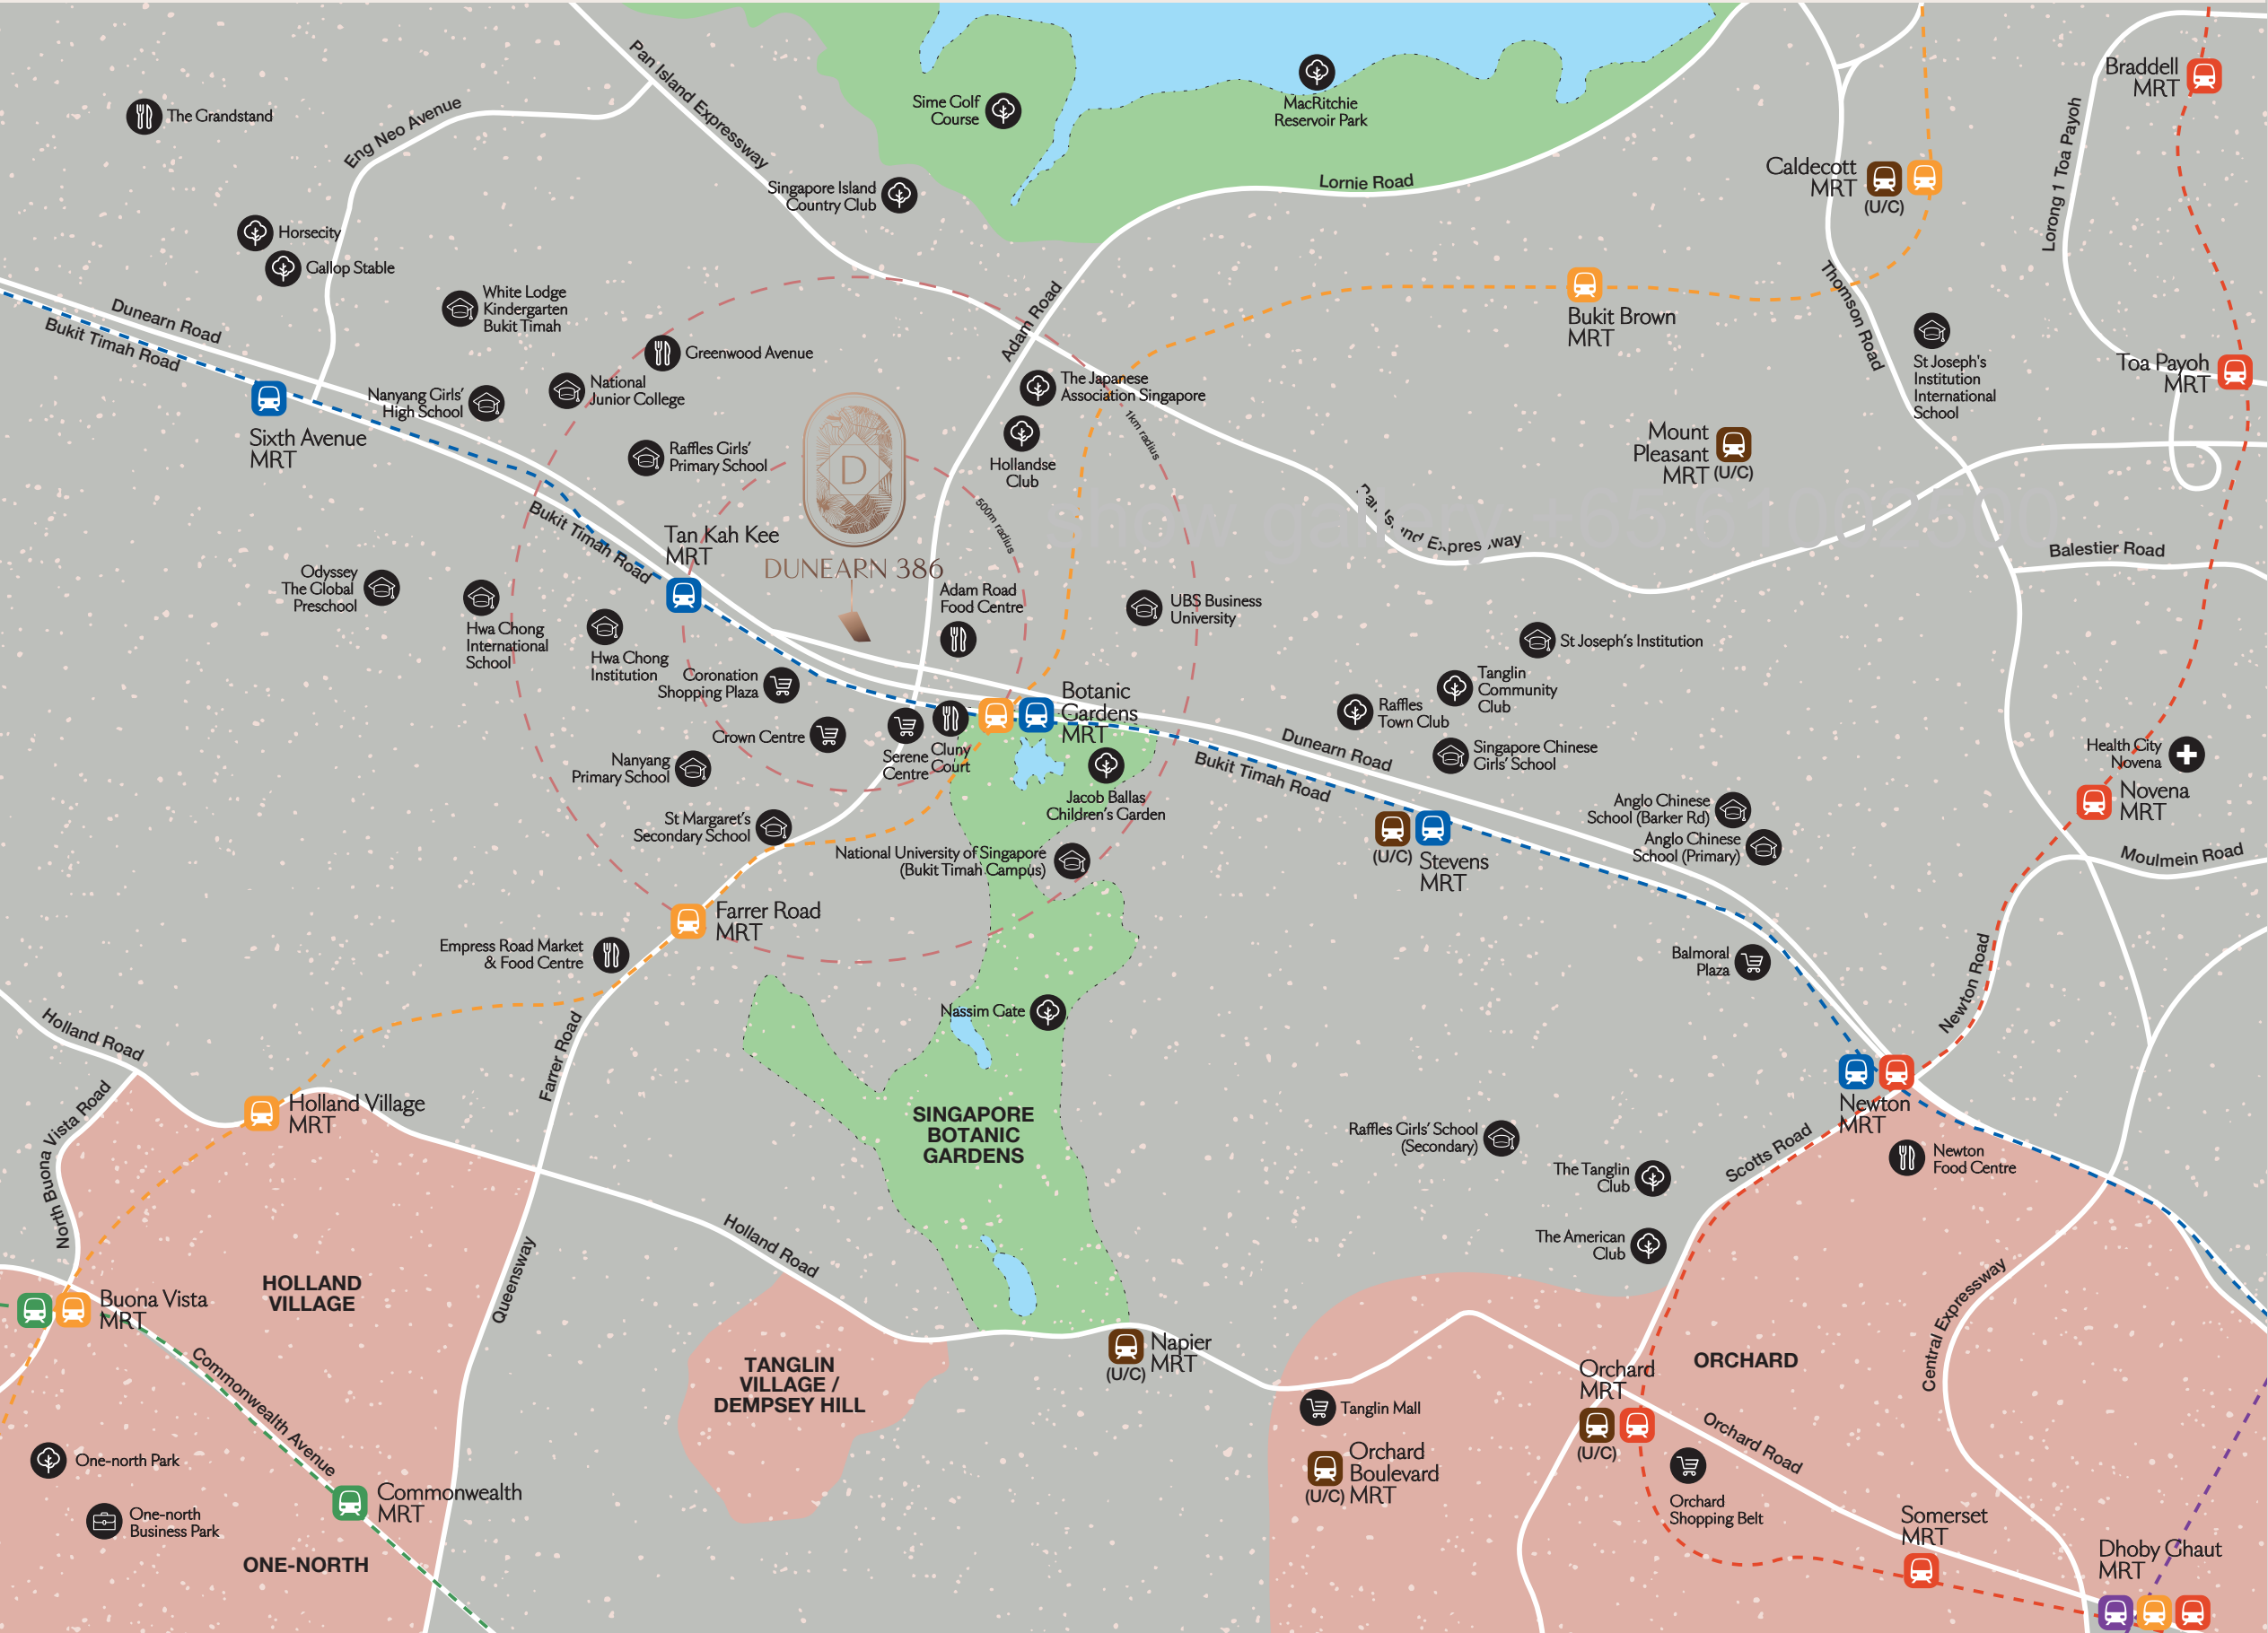 Braddell
MRT
Pan Island Expressway
The Grandstand
Eng Neo Avenue
Sime Golf
Course
MacRitchie
Reservoir Park
Lorong 1 Toa Payoh
Lornie Road
Caldecott
MRT
(U/C)
Singapore Island
Country Club
Horsecity
Gallop Stable
Dunearn Road
Bukit Timah Road
White Lodge
Kindergarten
Bukit Timah
Greenwood Avenue
Adam Road
Bukit Brown
MRT
Thomson Road
St Joseph's
Institution
International
School
Toa Payoh
MRT
Nanyang Girls'
High School
National
Junior College
The Japanese
Association Singapore
1km radius
Sixth Avenue
MRT
Raffles Girls'
Primary School
D
Hollandse
Club
Mount
Pleasant
MRT (U/C)
500m radius
Bukit Timah Road
Tan Kah Kee
MRT
DUNEARN 386
Balestier Road
Odyssey
The Global
Preschool
Hwa Chong
International
School
Hwa Chong
Institution
Adam Road
Food Centre
UBS Business
University
St Joseph's Institution
Coronation
Shopping Plaza
Botanic
Gardens
MRT
Tanglin
Community
Club
Raffles
Town Club
Crown Centre
Serene
Centre
Cluny
Court
Dunearn Road
Bukit Timah Road
Singapore Chinese
Girls' School
Health City
Novena
Nanyang
Primary School
Jacob Ballas
Children's Garden
Novena
MRT
St Margaret's
Secondary School
Anglo Chinese
School (Barker Rd)
Anglo Chinese
School (Primary)
National University of Singapore
(Bukit Timah Campus)
(U/C)
Stevens
MRT
Moulmein Road
Farrer Road
MRT
Empress Road Market
& Food Centre
Balmoral
Plaza
Newton Road
Holland Road
Nassim Gate
Farrer Road
Holland Village
MRT
North Buona Vista Road
SINGAPORE
BOTANIC
GARDENS
Newton
MRT
Raffles Girls' School
(Secondary)
Scotts Road
Newton
Food Centre
The Tanglin
Club
Holland Road
The American
Club
HOLLAND
VILLAGE
Queensway
Buona Vista
MRT
Central Expressway
Commonwealth Avenue
TANGLIN
VILLAGE /
DEMPSEY HILL
Napier
MRT
(U/C)
ORCHARD
Orchard
MRT
(U/C)
Tanglin Mall
Orchard Road
One-north Park
Orchard
Boulevard
MRT
(U/C)
Commonwealth
MRT
Orchard
Shopping Belt
One-north
Business Park
Somerset
MRT
ONE-NORTH
Dhoby Ghaut
MRT